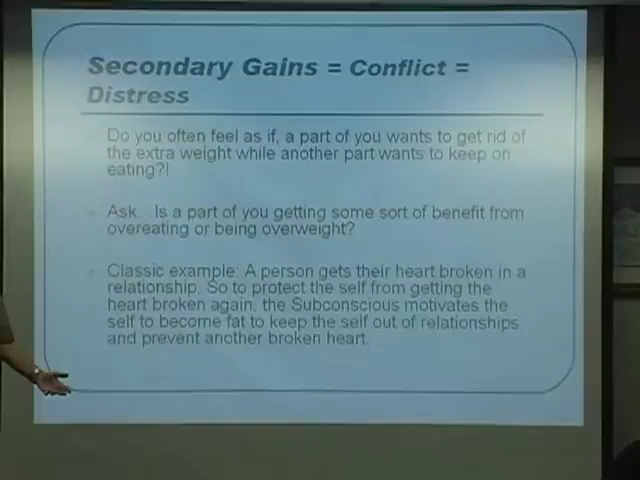 Secondary Gains = Conflict =
Distress
Do you often feel as if, a part of you wants to get rid of
the extra weight while another part wants to keep on
eating?!
Ask. Is a part of you getting some sort of benefit from
overeating or being overweight?
Classic example: A person gets their heart broken in a
relationship. So to protect the self from getting the
heart broken again, the Subconscious motivates the
self to become fat to keep the self out of relationships
and prevent another broken heart.